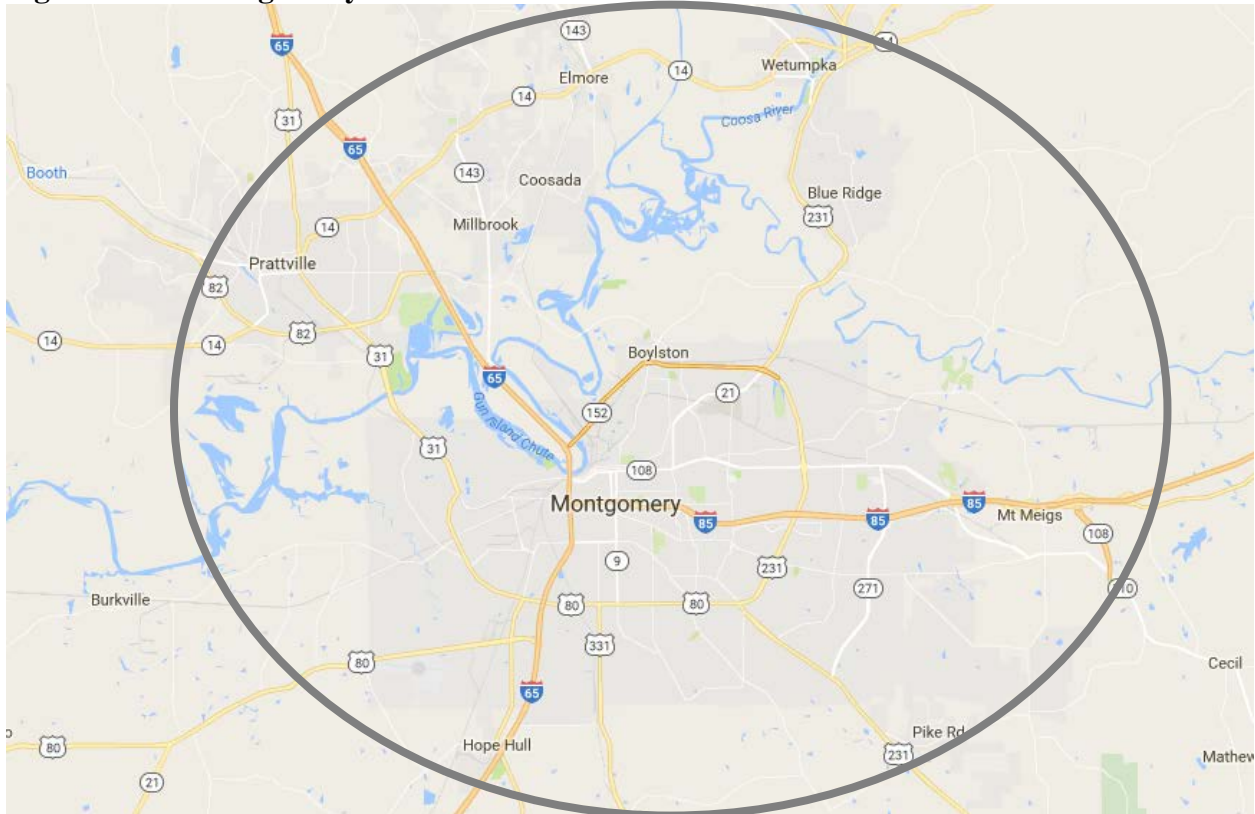 65
143
14
Elmore
14
Wetumpka
14
31
65
Coosa River
Booth
143
Coosada
Blue Ridge
231
14
Millbrook
Prattville
82
82
14
14
31
Boylston
65
21
152
Gun Island Chute
31
108
Montgomery
85
85
85
Mt Meigs
108
9
231
271
Burkville
80
80
331
80
Cecil
65
Hope Hull
Pike Rd
80
231
Mathew
21